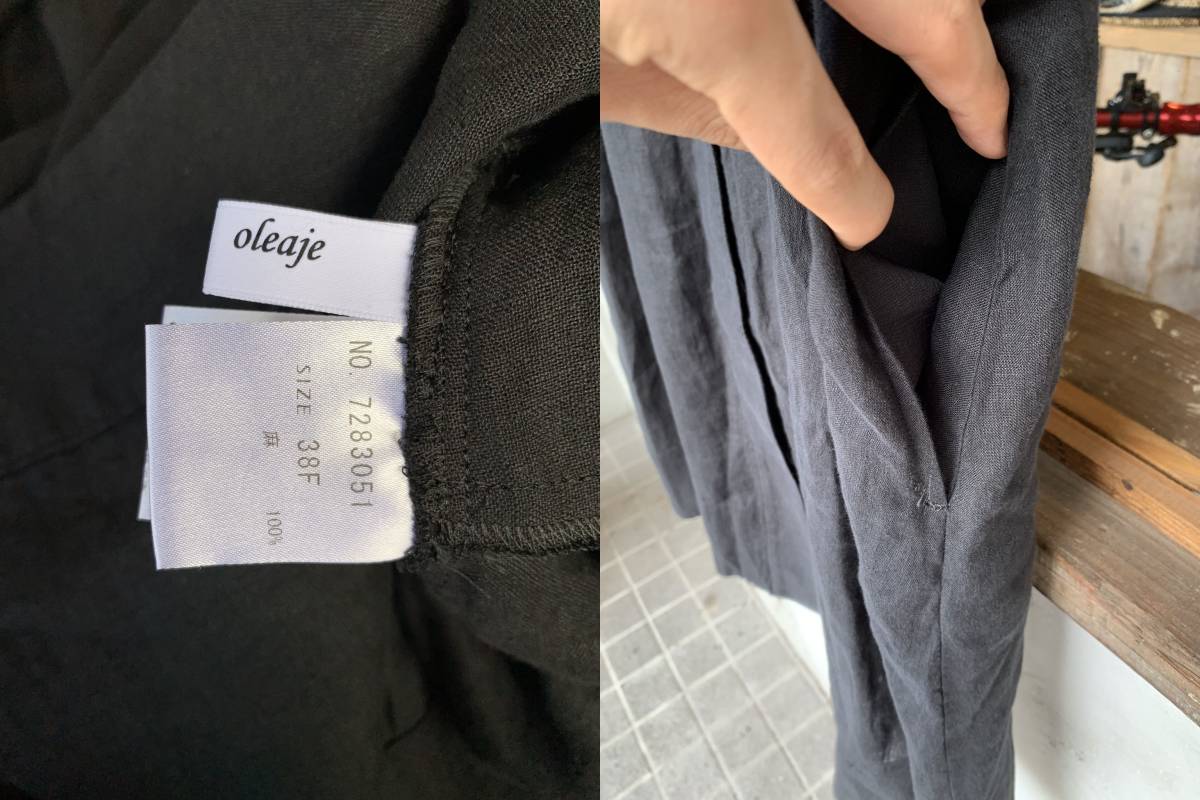 oleaje
NO. 7283051
SIZE 38F
麻 100%